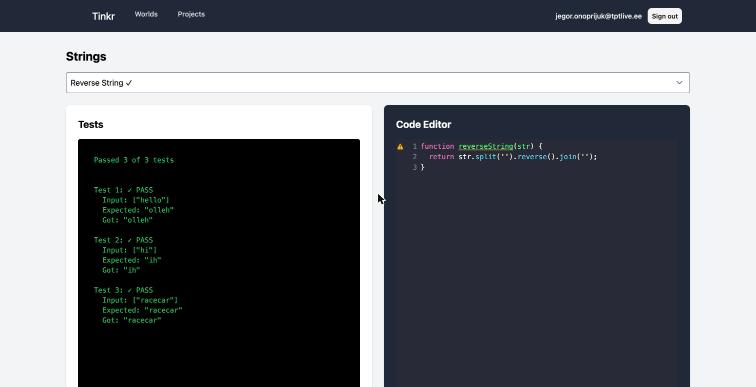 Tinkr Worlds Projects jegor.onoprijuk@tptlive.ee Sign out
Strings
Reverse String ✓
Tests
Passed 3 of 3 tests
Test 1: ✓ PASS
Input: ["hello"]
Expected: "olleh"
Got: "olleh"
Test 2: ✓ PASS
Input: ["hi"]
Expected: "ih"
Got: "ih"
Test 3: ✓ PASS
Input: ["racecar"]
Expected: "racecar"
Got: "racecar"
Code Editor
1 function reverseString(str) {
2 return str.split('').reverse().join('');
3 }